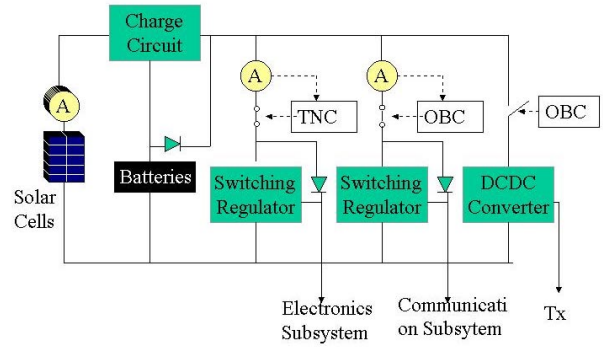 Charge
Circuit
A
A
A
TNC
OBC
OBC
Solar
Cells
Batteries
Switching
Regulator
Switching
Regulator
DCDC
Converter
Electronics
Subsystem
Communicati
on Subsytem
Tx